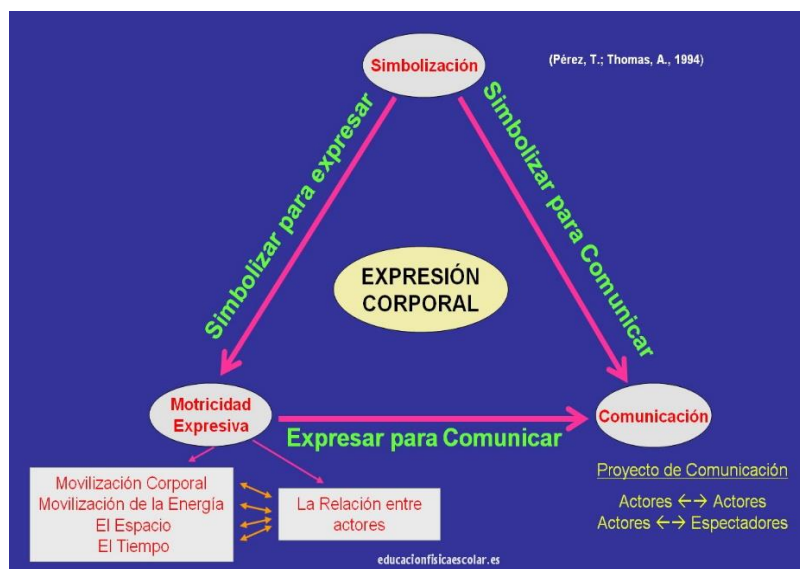 Simbolización
(Pérez, T.; Thomas, A., 1994)
Simbolizar para expresar
Simbolizar para Comunicar
EXPRESIÓN
CORPORAL
Motricidad
Expresiva
Expresar para Comunicar
Comunicación
Movilización Corporal
Movilización de la Energía
El Espacio
El Tiempo
La Relación entre
actores
Proyecto de Comunicación
Actores ←→ Actores
Actores ←→ Espectadores
educacionfisicaescolar.es